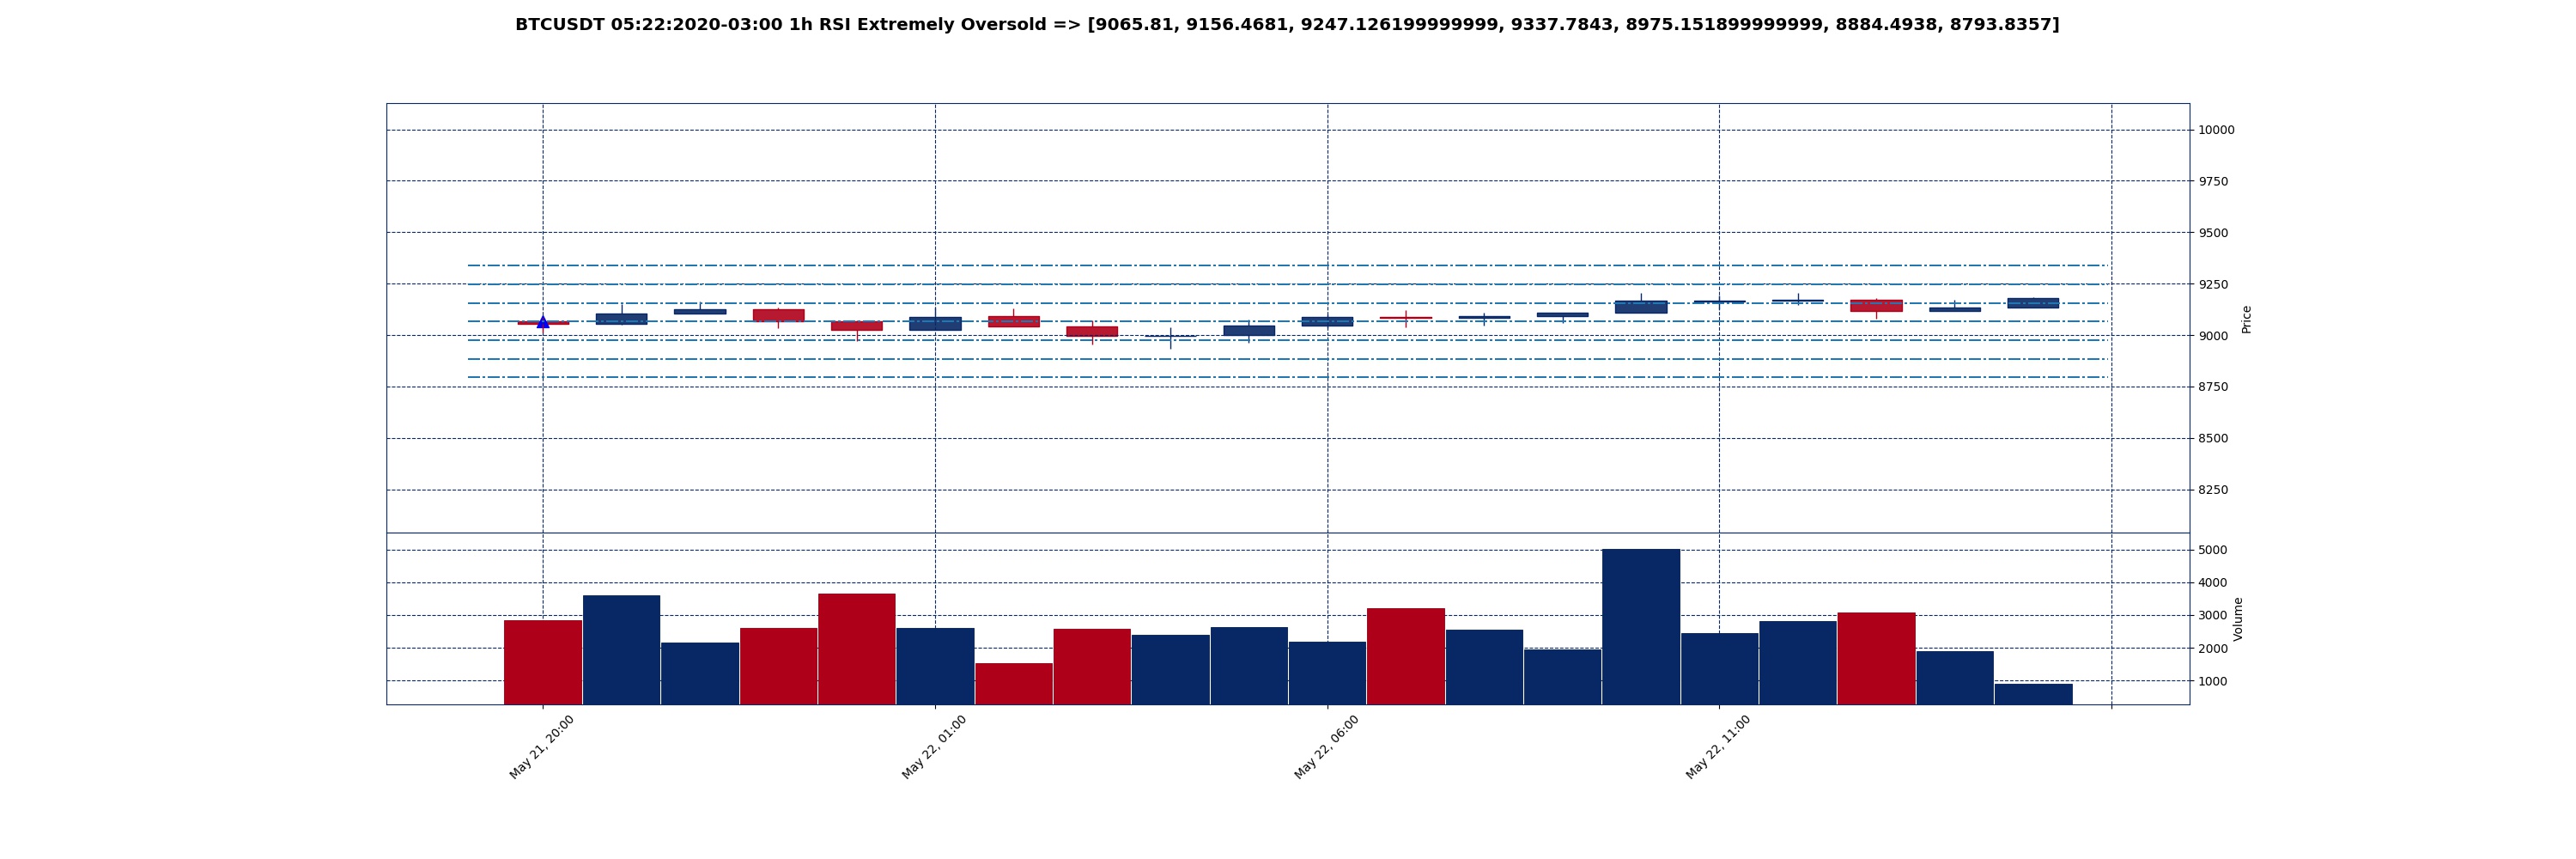 BTCUSDT 05:22:2020-03:00 1h RSI Extremely Oversold => [9065.81, 9156.4681, 9247.126199999999, 9337.7843, 8975.151899999999, 8884.4938, 8793.8357]
10000
9750
9500
9250
9000
8750
8500
8250
Price
5000
4000
3000
2000
1000
Volume
May 21, 20:00
May 22, 01:00
May 22, 06:00
May 22, 11:00